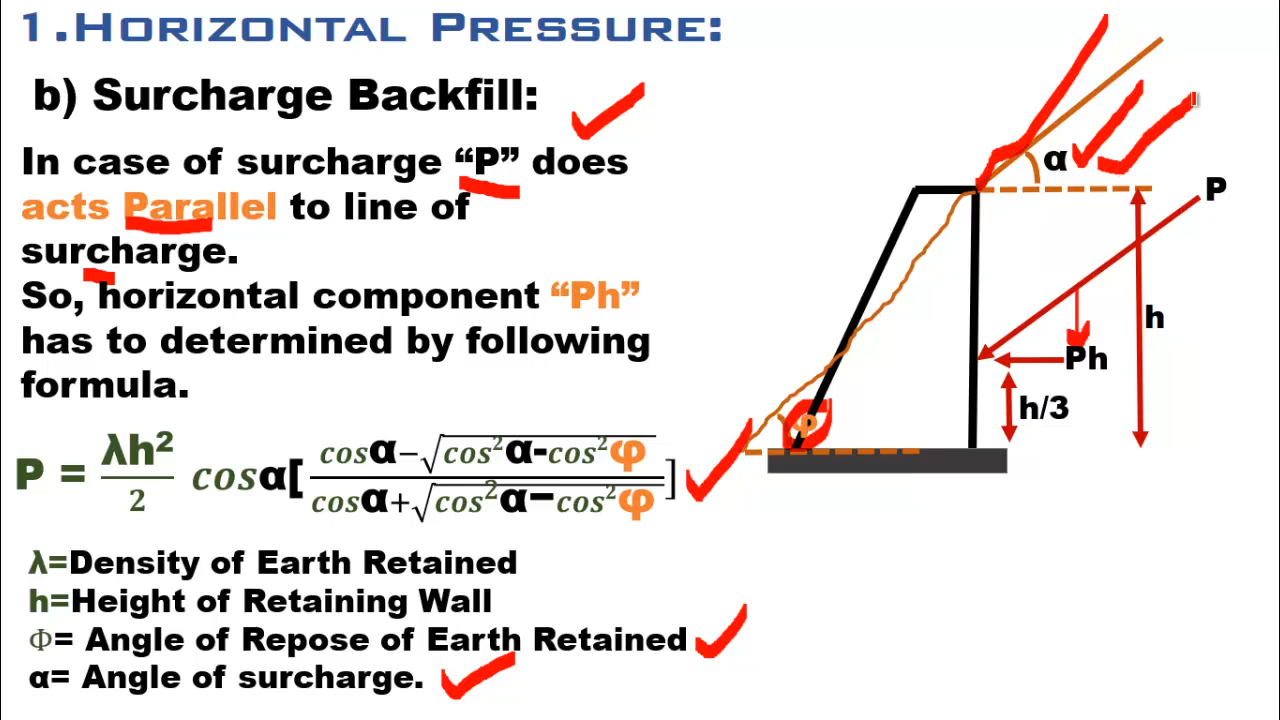 1.HORIZONTAL PRESSURE:
b) Surcharge Backfill:
In case of surcharge “P” does
acts Parallel to line of
surcharge.
So, horizontal component “Ph”
has to determined by following
formula.
P = λh²/2 cosα[(cosα−√(cos²α-cos²φ))/(cosα+√(cos²α−cos²φ))]
λ=Density of Earth Retained
h=Height of Retaining Wall
Φ= Angle of Repose of Earth Retained
α= Angle of surcharge.
α
P
h
Ph
h/3
φ